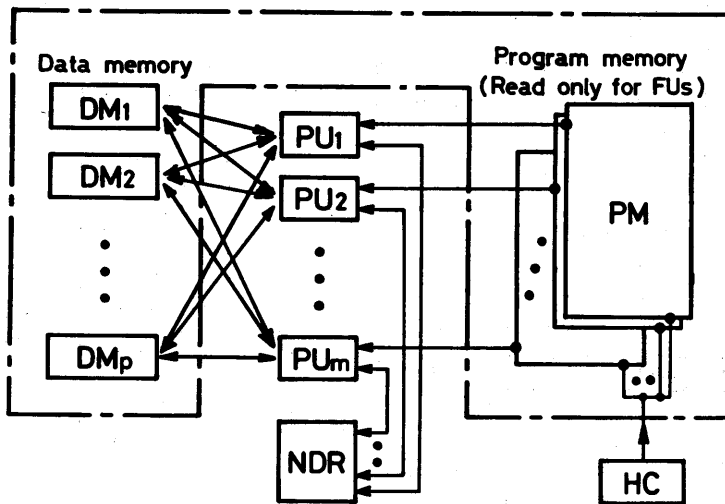 Data memory
DM1
DM2
DMp
PU1
PU2
PUm
NDR
Program memory
(Read only for FUs)
PM
HC